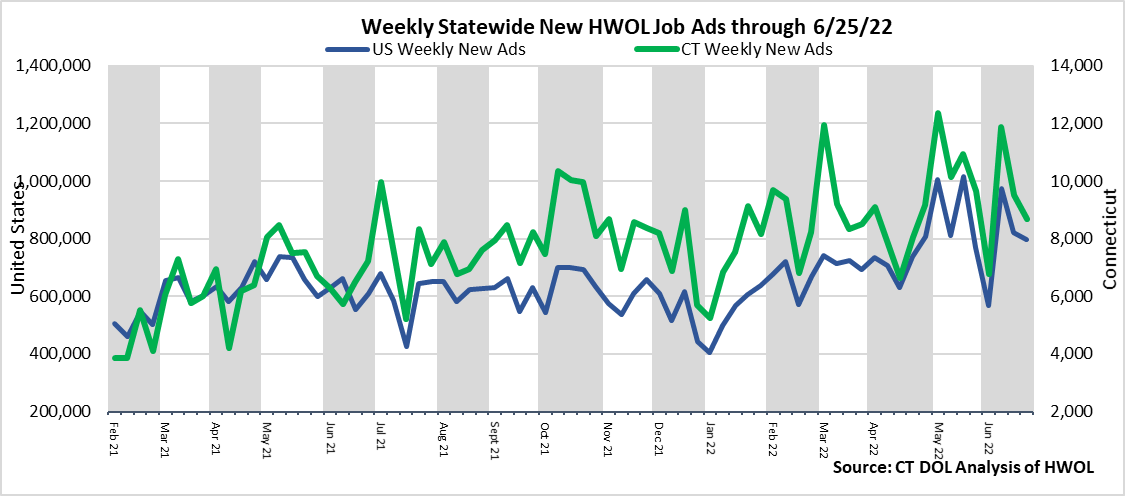 Weekly Statewide New HWOL Job Ads through 6/25/22
US Weekly New Ads
CT Weekly New Ads
1,400,000
1,200,000
1,000,000
800,000
600,000
400,000
200,000
United States
14,000
12,000
10,000
8,000
6,000
4,000
2,000
Connecticut
Feb 21
Mar 21
Apr 21
May 21
Jun 21
Jul 21
Aug 21
Sept 21
Oct 21
Nov 21
Dec 21
Jan 22
Feb 22
Mar 22
Apr 22
May 22
Jun 22
Source: CT DOL Analysis of HWOL